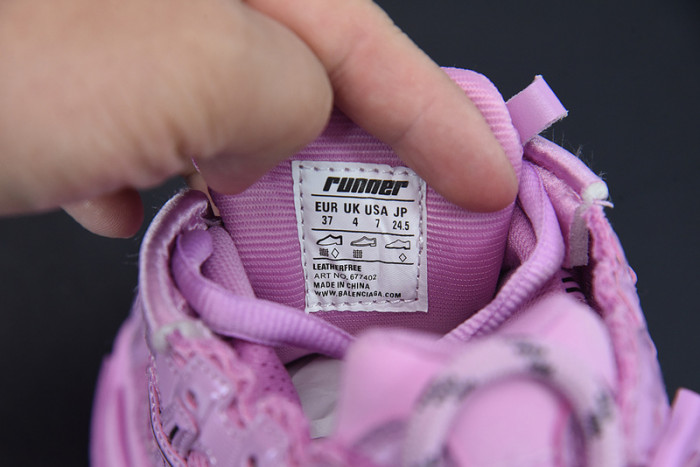 runner
EUR UK USA JP
37 4 7 24.5
LEATHERFREE
ART NO, 677402
MADE IN CHINA
WWW.BALENCIAGA.COM